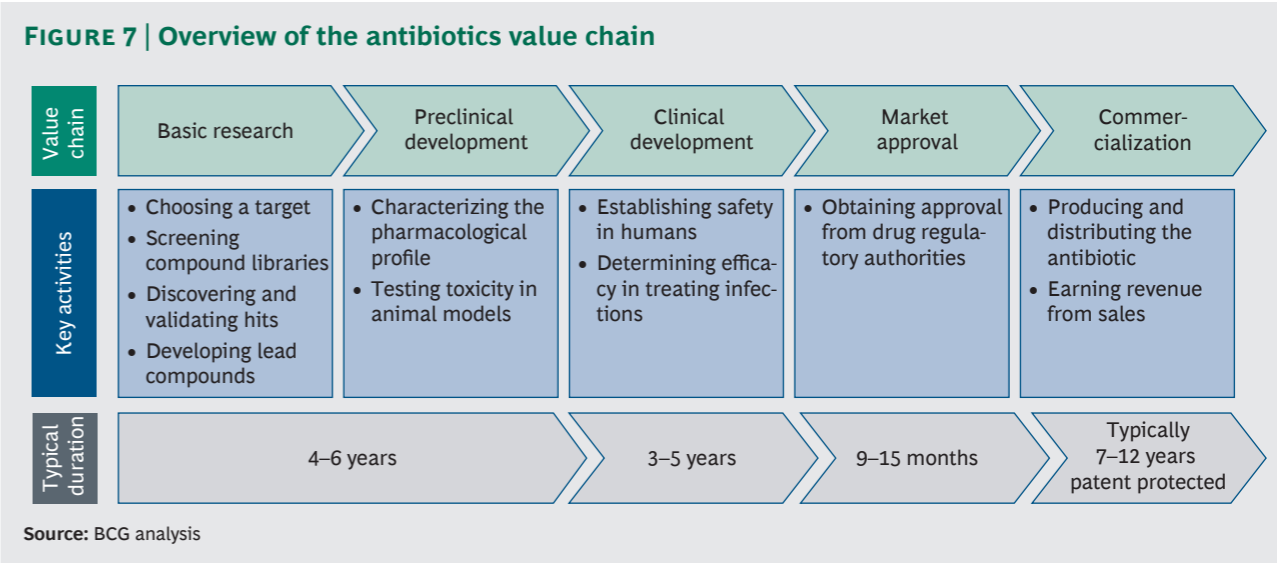 FIGURE 7 | Overview of the antibiotics value chain
Value
chain
Basic research
Preclinical
development
Clinical
development
Market
approval
Commer-
cialization
Key activities
• Choosing a target
• Screening
compound libraries
• Discovering and
validating hits
• Developing lead
compounds
• Characterizing the
pharmacological
profile
• Testing toxicity in
animal models
• Establishing safety
in humans
• Determining effica-
cy in treating infec-
tions
• Obtaining approval
from drug regula-
tory authorities
• Producing and
distributing the
antibiotic
• Earning revenue
from sales
Typical
duration
4–6 years
3–5 years
9–15 months
Typically
7–12 years
patent protected
Source: BCG analysis